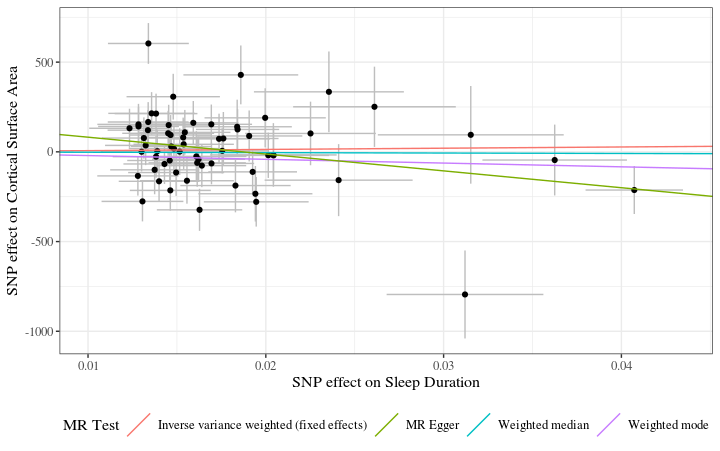 SNP effect on Cortical Surface Area
500
0
-500
-1000
0.01 0.02 0.03 0.04
SNP effect on Sleep Duration
MR Test Inverse variance weighted (fixed effects) MR Egger Weighted median Weighted mode